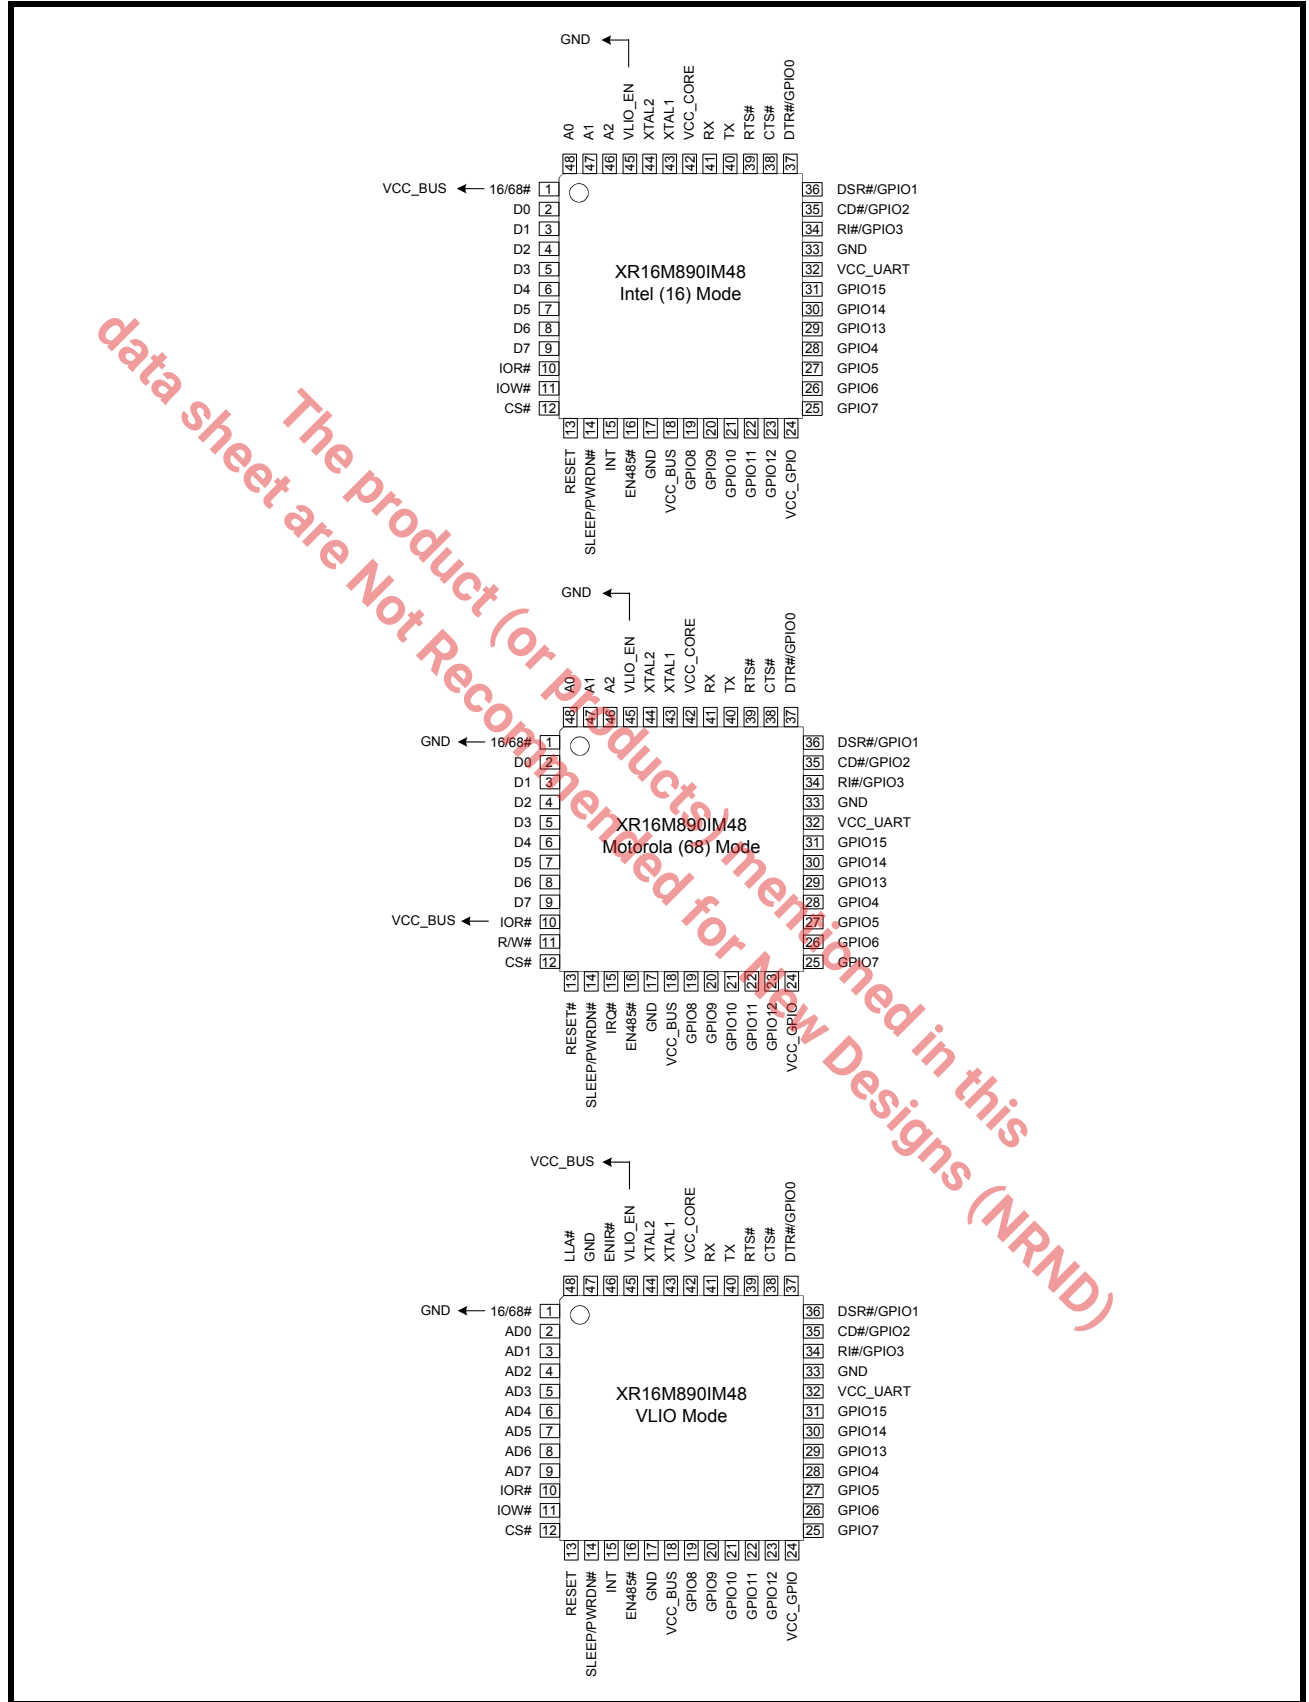 GND
A0
A1
A2
VLIO_EN
XTAL2
XTAL1
VCC_CORE
RX
TX
RTS#
CTS#
DTR#/GPIO0
48 47 46 45 44 43 42 41 40 39 38 37
VCC_BUS 16/68# 1
D0 2
D1 3
D2 4
D3 5
D4 6
D5 7
D6 8
D7 9
IOR# 10
IOW# 11
CS# 12
XR16M890IM48
Intel (16) Mode
36 DSR#/GPIO1
35 CD#/GPIO2
34 RI#/GPIO3
33 GND
32 VCC_UART
31 GPIO15
30 GPIO14
29 GPIO13
28 GPIO4
27 GPIO5
26 GPIO6
25 GPIO7
13 14 15 16 17 18 19 20 21 22 23 24
RESET
SLEEP/PWRDN#
INT
EN485#
GND
VCC_BUS
GPIO8
GPIO9
GPIO10
GPIO11
GPIO12
VCC_GPIO
GND
A0
A1
A2
VLIO_EN
XTAL2
XTAL1
VCC_CORE
RX
TX
RTS#
CTS#
DTR#/GPIO0
48 47 46 45 44 43 42 41 40 39 38 37
GND 16/68# 1
D0 2
D1 3
D2 4
D3 5
D4 6
D5 7
D6 8
D7 9
VCC_BUS IOR# 10
R/W# 11
CS# 12
XR16M890IM48
Motorola (68) Mode
36 DSR#/GPIO1
35 CD#/GPIO2
34 RI#/GPIO3
33 GND
32 VCC_UART
31 GPIO15
30 GPIO14
29 GPIO13
28 GPIO4
27 GPIO5
26 GPIO6
25 GPIO7
13 14 15 16 17 18 19 20 21 22 23 24
RESET#
SLEEP/PWRDN#
IRQ#
EN485#
GND
VCC_BUS
GPIO8
GPIO9
GPIO10
GPIO11
GPIO12
VCC_GPIO
VCC_BUS
LLA#
GND
ENIR#
VLIO_EN
XTAL2
XTAL1
VCC_CORE
RX
TX
RTS#
CTS#
DTR#/GPIO0
48 47 46 45 44 43 42 41 40 39 38 37
GND 16/68# 1
AD0 2
AD1 3
AD2 4
AD3 5
AD4 6
AD5 7
AD6 8
AD7 9
IOR# 10
IOW# 11
CS# 12
XR16M890IM48
VLIO Mode
36 DSR#/GPIO1
35 CD#/GPIO2
34 RI#/GPIO3
33 GND
32 VCC_UART
31 GPIO15
30 GPIO14
29 GPIO13
28 GPIO4
27 GPIO5
26 GPIO6
25 GPIO7
13 14 15 16 17 18 19 20 21 22 23 24
RESET
SLEEP/PWRDN#
INT
EN485#
GND
VCC_BUS
GPIO8
GPIO9
GPIO10
GPIO11
GPIO12
VCC_GPIO
The product (or products) mentioned in this
data sheet are Not Recommended for New Designs (NRND)